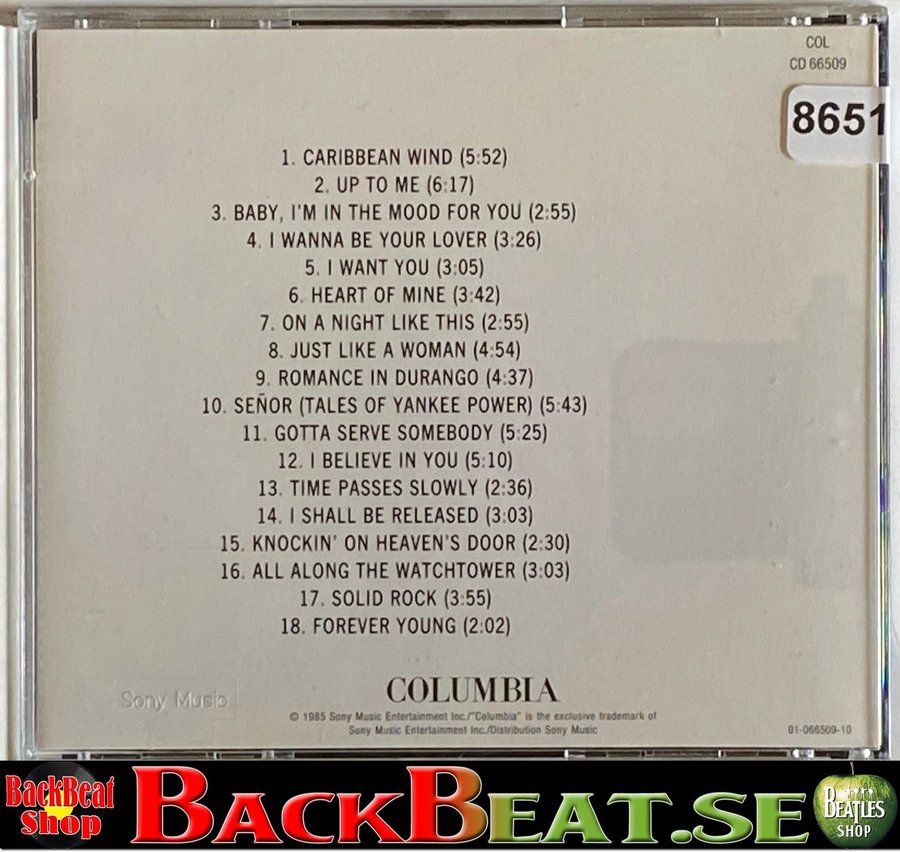 COL
CD 66509
8651
1. CARIBBEAN WIND (5:52)
2. UP TO ME (6:17)
3. BABY, I'M IN THE MOOD FOR YOU (2:55)
4. I WANNA BE YOUR LOVER (3:26)
5. I WANT YOU (3:05)
6. HEART OF MINE (3:42)
7. ON A NIGHT LIKE THIS (2:55)
8. JUST LIKE A WOMAN (4:54)
9. ROMANCE IN DURANGO (4:37)
10. SEÑOR (TALES OF YANKEE POWER) (5:43)
11. GOTTA SERVE SOMEBODY (5:25)
12. I BELIEVE IN YOU (5:10)
13. TIME PASSES SLOWLY (2:36)
14. I SHALL BE RELEASED (3:03)
15. KNOCKIN' ON HEAVEN'S DOOR (2:30)
16. ALL ALONG THE WATCHTOWER (3:03)
17. SOLID ROCK (3:55)
18. FOREVER YOUNG (2:02)
Sony Music
COLUMBIA
© 1985 Sony Music Entertainment Inc./"Columbia" is the exclusive trademark of
Sony Music Entertainment Inc./Distribution Sony Music
01-066509-10
BackBeat
Shop
BACKBEAT.SE
BEATLES
SHOP